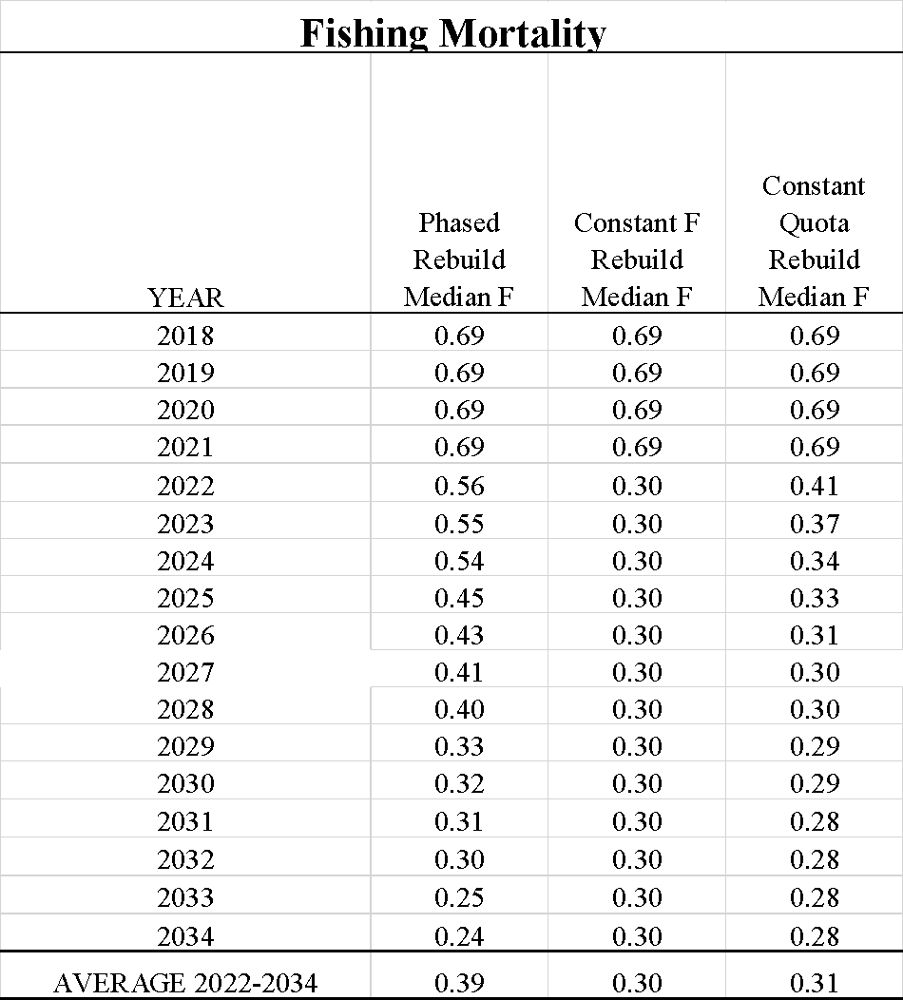 Fishing Mortality
YEAR Phased Rebuild Median F Constant F Rebuild Median F Constant Quota Rebuild Median F
2018 0.69 0.69 0.69
2019 0.69 0.69 0.69
2020 0.69 0.69 0.69
2021 0.69 0.69 0.69
2022 0.56 0.30 0.41
2023 0.55 0.30 0.37
2024 0.54 0.30 0.34
2025 0.45 0.30 0.33
2026 0.43 0.30 0.31
2027 0.41 0.30 0.30
2028 0.40 0.30 0.30
2029 0.33 0.30 0.29
2030 0.32 0.30 0.29
2031 0.31 0.30 0.28
2032 0.30 0.30 0.28
2033 0.25 0.30 0.28
2034 0.24 0.30 0.28
AVERAGE 2022-2034 0.39 0.30 0.31